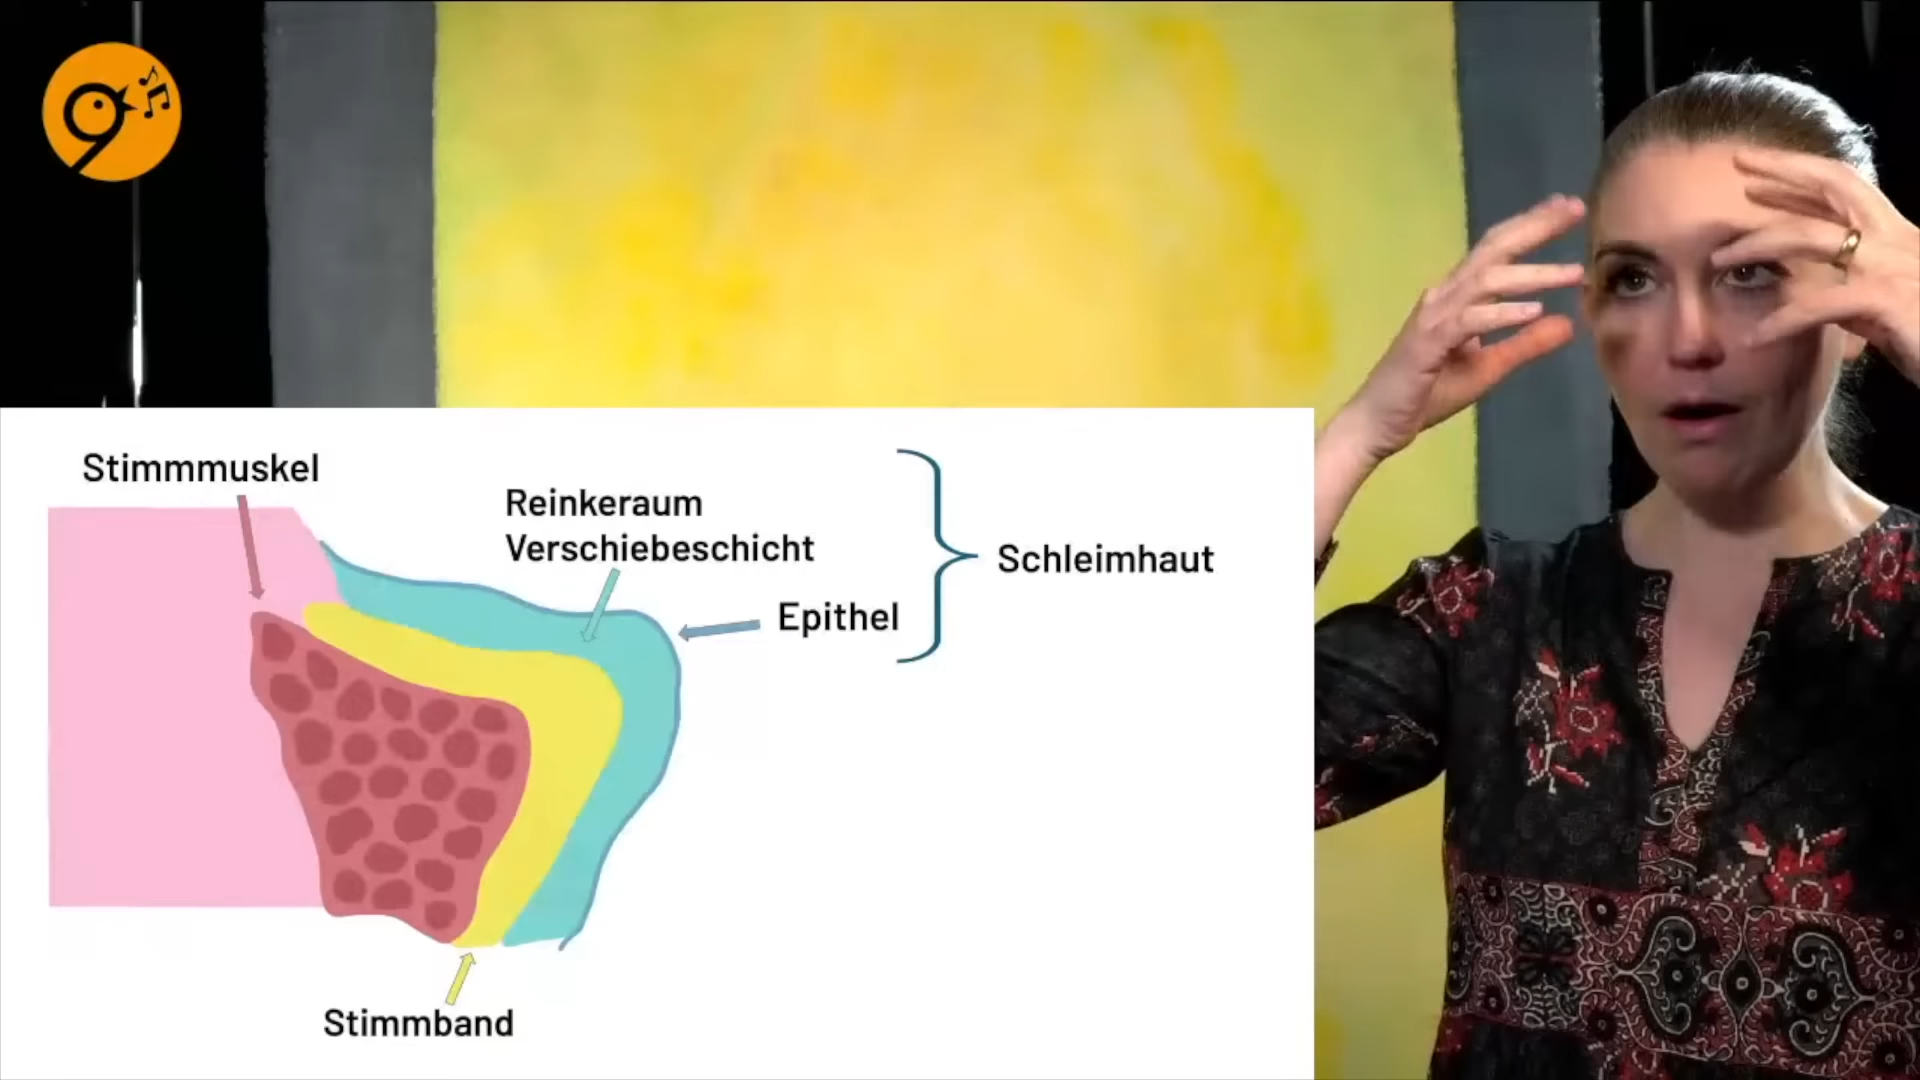 Stimmmuskel
Reinkeraum
Verschiebeschicht
Epithel
Schleimhaut
Stimmband